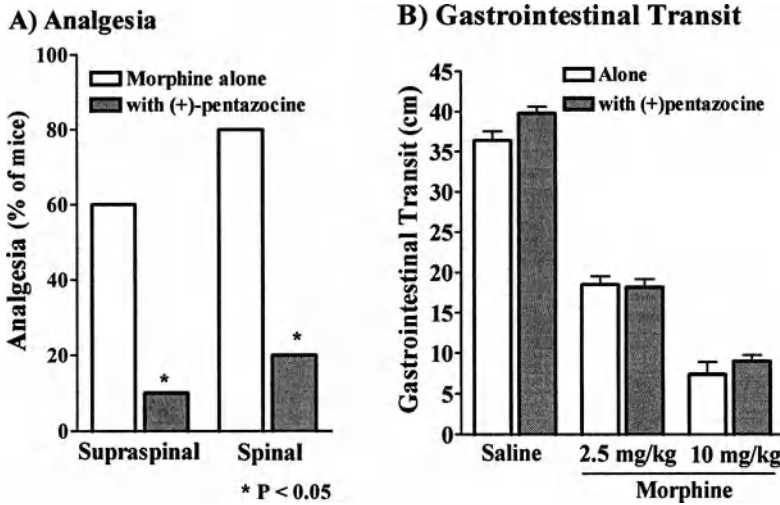 A) Analgesia
100
80
60
40
20
0
Analgesia (% of mice)
Morphine alone
with (+)-pentazocine
*
*
Supraspinal Spinal
* P < 0.05
B) Gastrointestinal Transit
45
40
35
30
25
20
15
10
5
0
Gastrointestinal Transit (cm)
Alone
with (+)pentazocine
Saline 2.5 mg/kg 10 mg/kg
Morphine